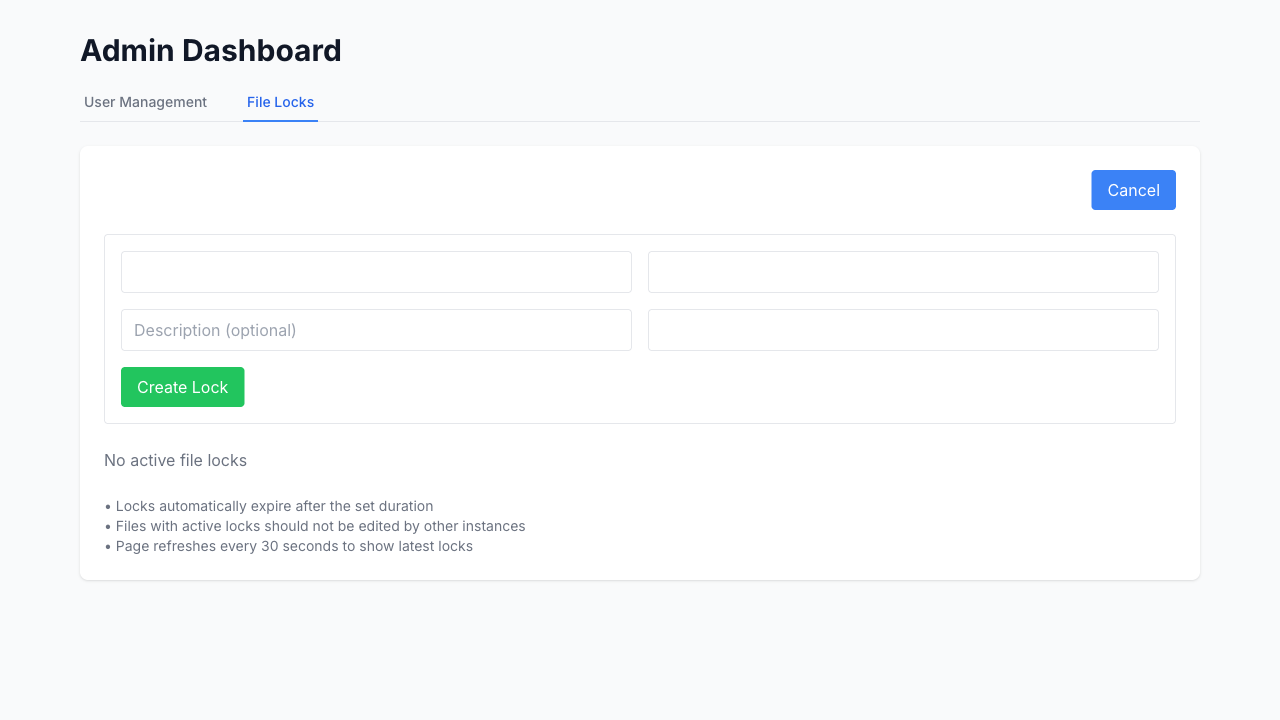 Admin Dashboard
User Management
File Locks
Cancel
Description (optional)
Create Lock
No active file locks
• Locks automatically expire after the set duration
• Files with active locks should not be edited by other instances
• Page refreshes every 30 seconds to show latest locks